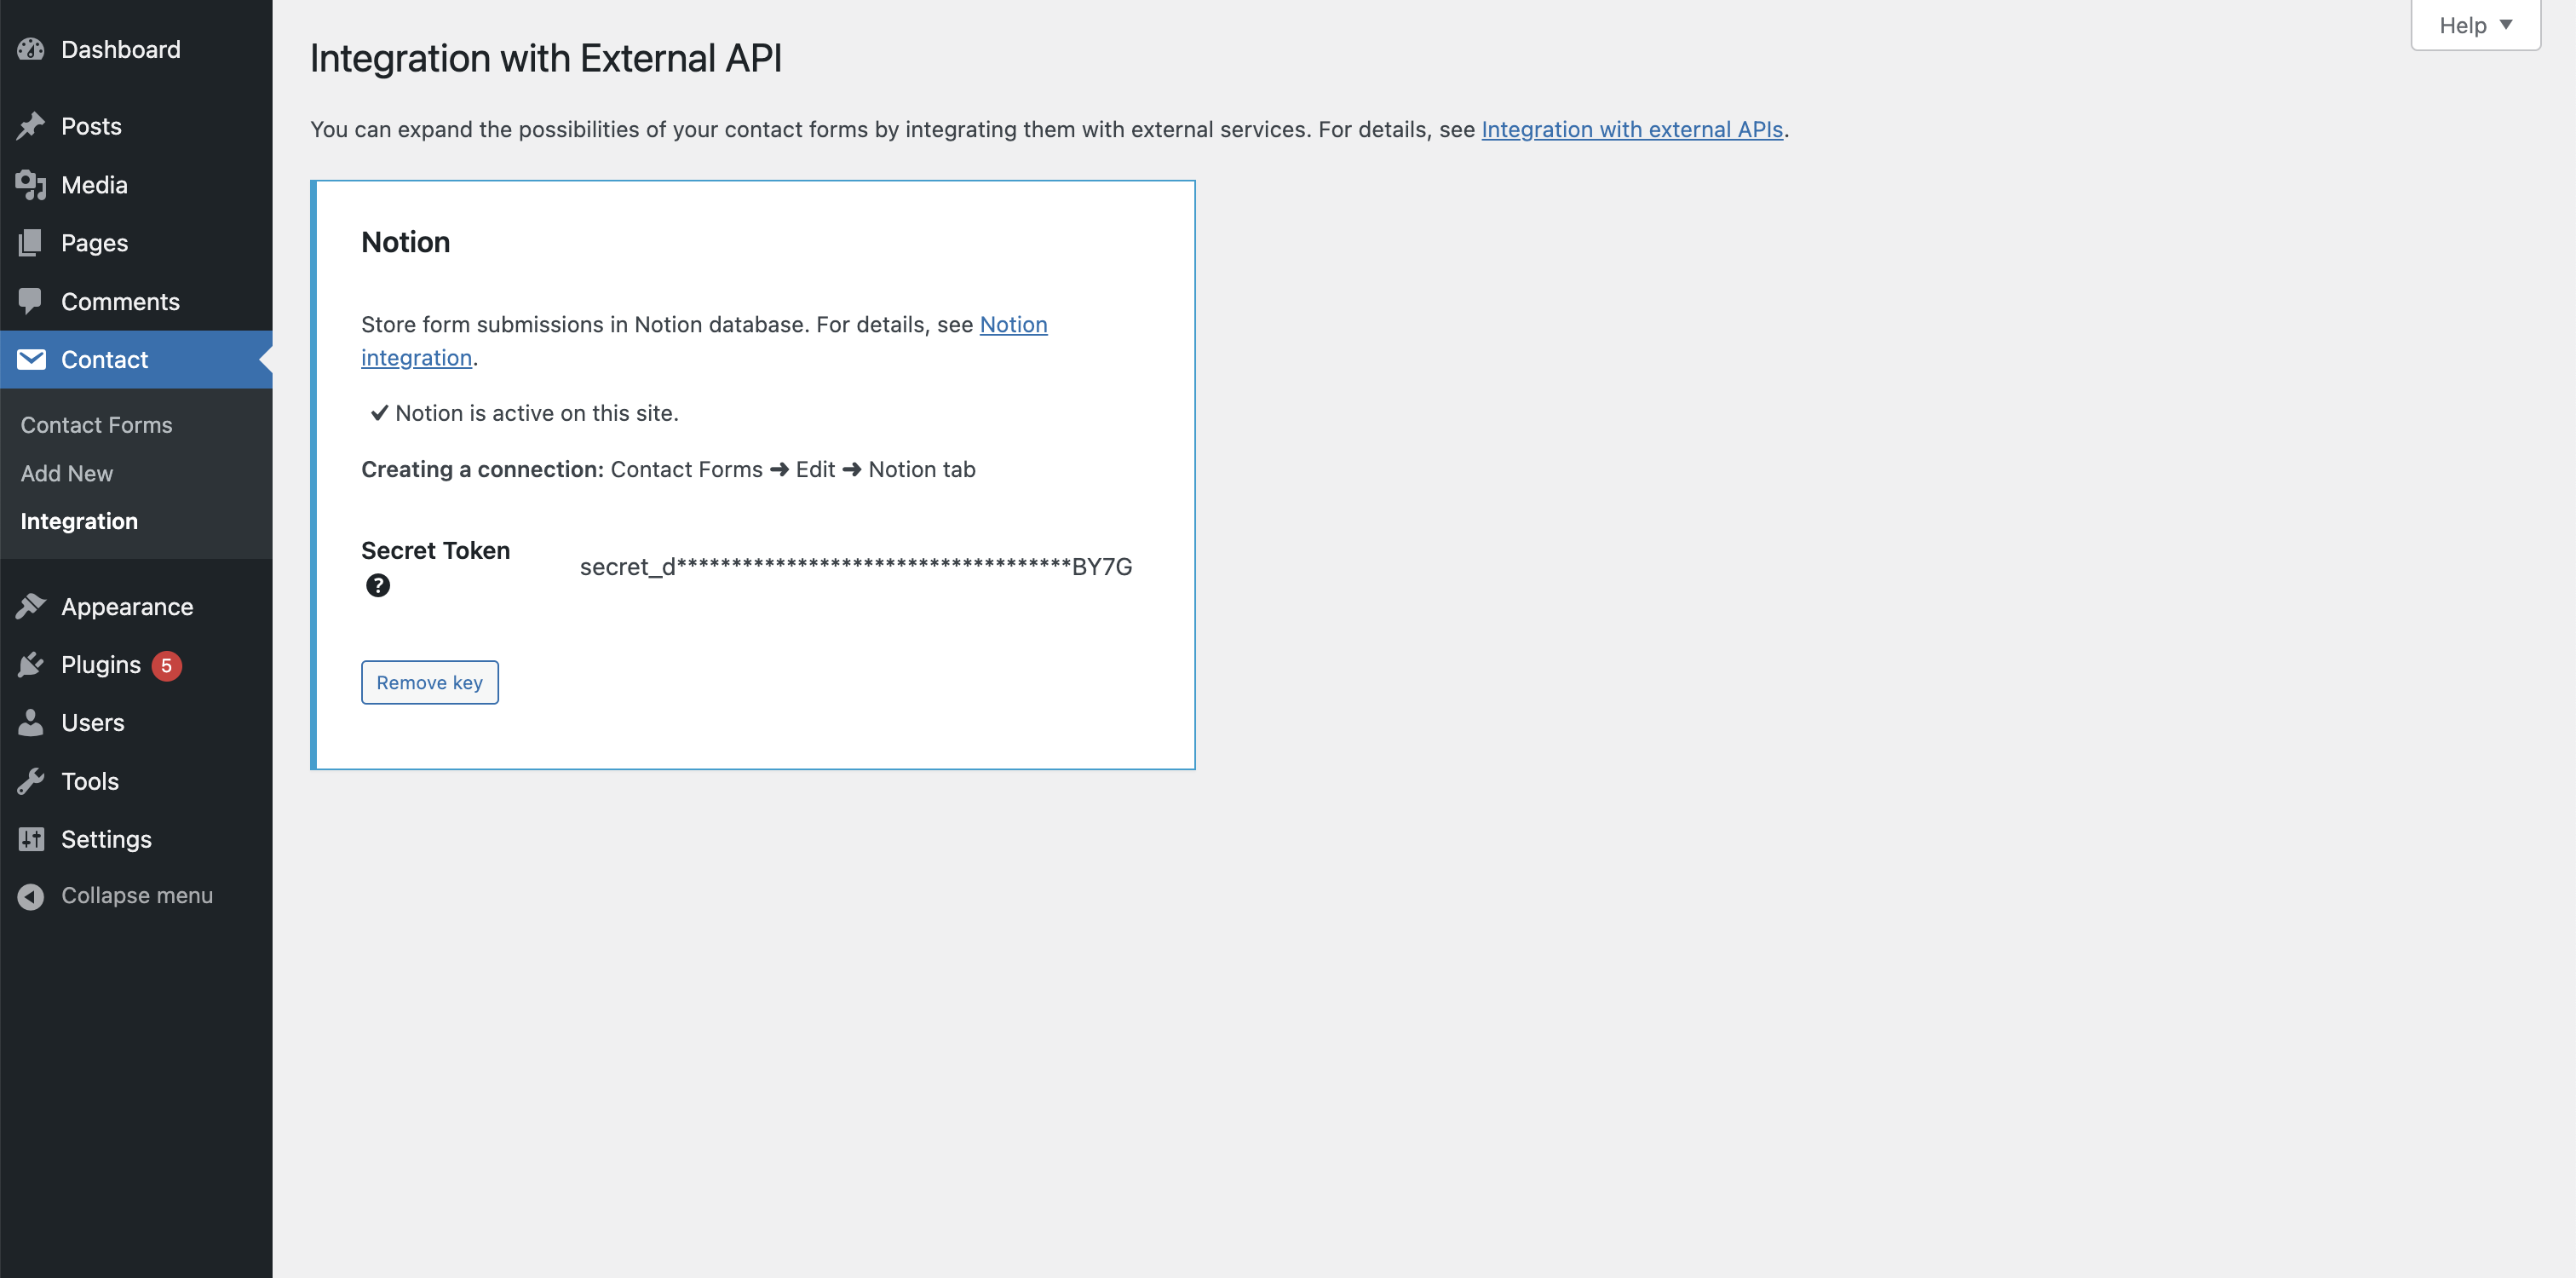 Dashboard
Posts
Media
Pages
Comments
Contact
Contact Forms
Add New
Integration
Appearance
Plugins 5
Users
Tools
Settings
Collapse menu
Help ▼
Integration with External API
You can expand the possibilities of your contact forms by integrating them with external services. For details, see Integration with external APIs.
Notion
Store form submissions in Notion database. For details, see Notion
integration.
✔ Notion is active on this site.
Creating a connection: Contact Forms ➜ Edit ➜ Notion tab
Secret Token
?
secret_d************************************BY7G
Remove key